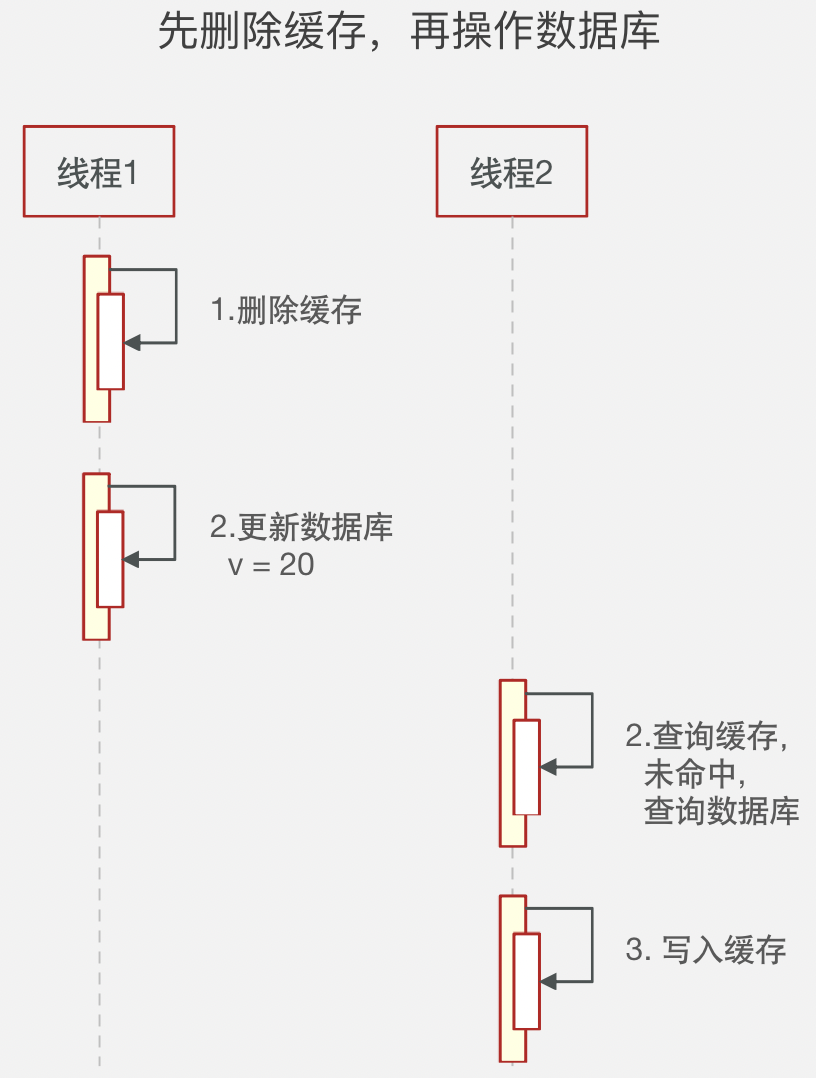 先删除缓存，再操作数据库
线程1
线程2
1.删除缓存
2.更新数据库
v = 20
2.查询缓存，
未命中，
查询数据库
3. 写入缓存